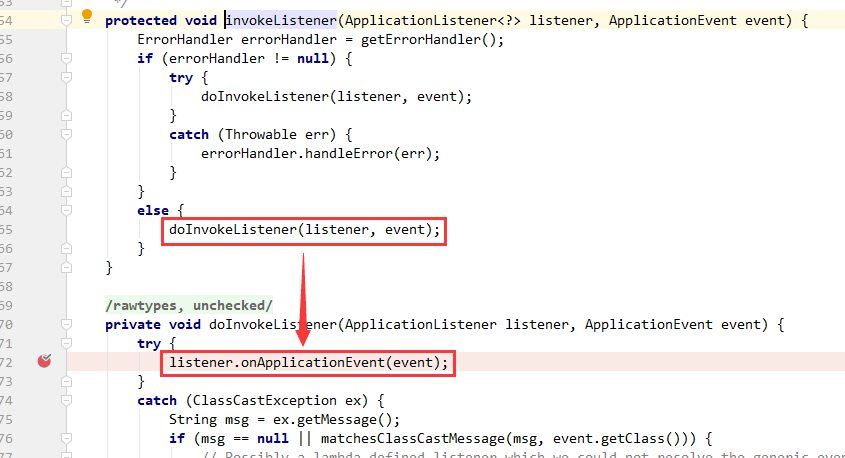 53 */
54 protected void invokeListener(ApplicationListener<?> listener, ApplicationEvent event) {
55 ErrorHandler errorHandler = getErrorHandler();
56 if (errorHandler != null) {
57 try {
58 doInvokeListener(listener, event);
59 }
60 catch (Throwable err) {
61 errorHandler.handleError(err);
62 }
63 }
64 else {
65 doInvokeListener(listener, event);
66 }
67 }
68
69 /rawtypes, unchecked/
70 private void doInvokeListener(ApplicationListener listener, ApplicationEvent event) {
71 try {
72 listener.onApplicationEvent(event);
73 }
74 catch (ClassCastException ex) {
75 String msg = ex.getMessage();
76 if (msg == null || matchesClassCastMessage(msg, event.getClass())) {
77 // Possibly a lambda-defined listener which we could not resolve the generic even